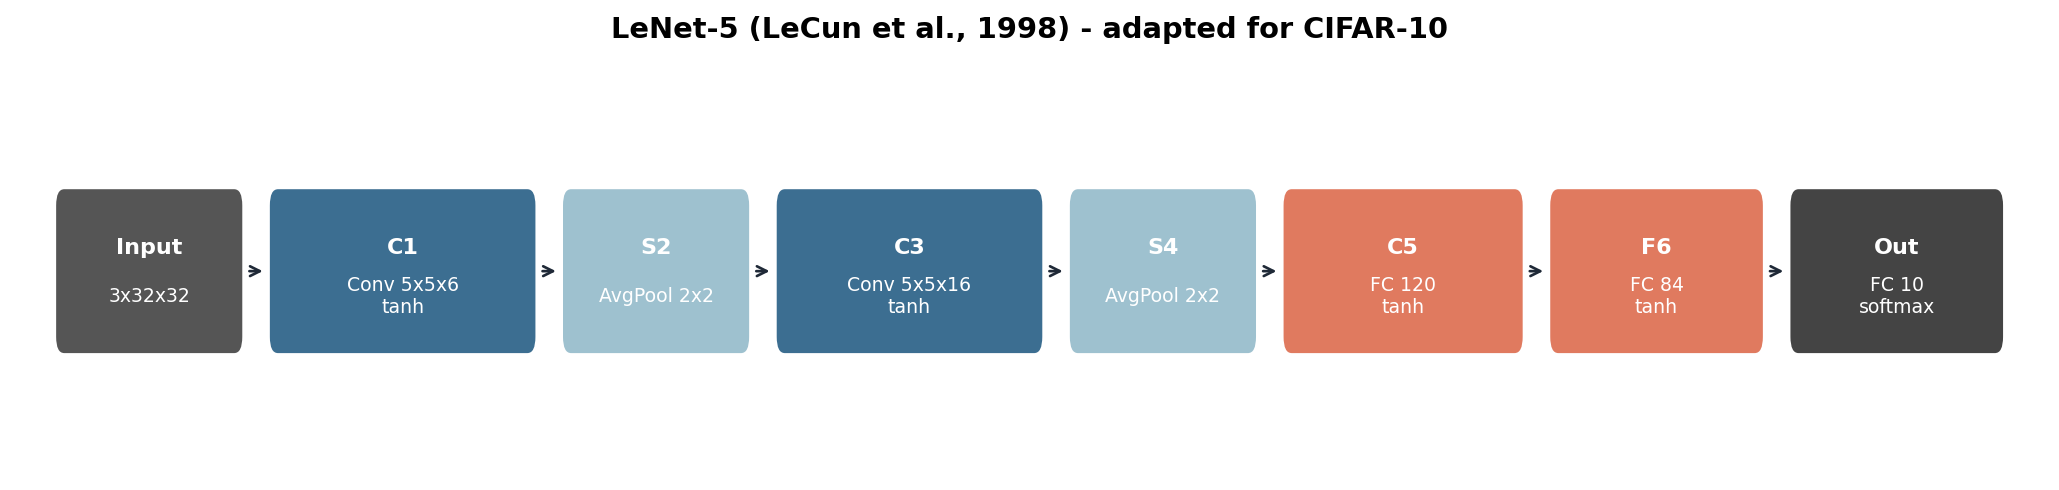 LeNet-5 (LeCun et al., 1998) - adapted for CIFAR-10
Input
3x32x32
C1
Conv 5x5x6
tanh
S2
AvgPool 2x2
C3
Conv 5x5x16
tanh
S4
AvgPool 2x2
C5
FC 120
tanh
F6
FC 84
tanh
Out
FC 10
softmax